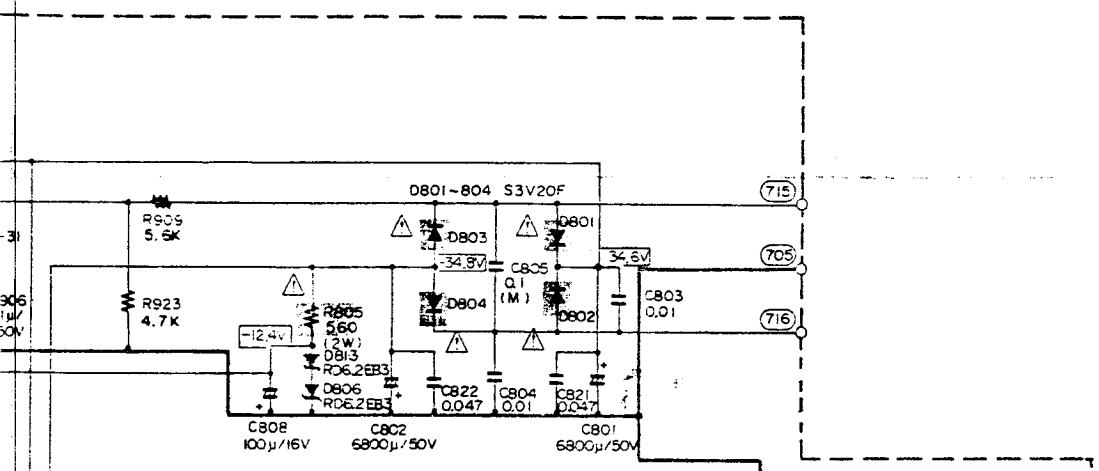 D801~804 S3V20F
715
R909
5.6K
D803
D801
-31
-34.8V
C805
0.1
(M)
34.6V
705
R923
4.7K
R805
560
(2W)
D804
D802
C803
0.01
716
906
1μ/
50V
-12.4V
D813
RD6.2EB3
D806
RD6.2EB3
C822
0.047
C804
0.01
C821
0.047
C808
100μ/16V
C802
6800μ/50V
C801
6800μ/50V